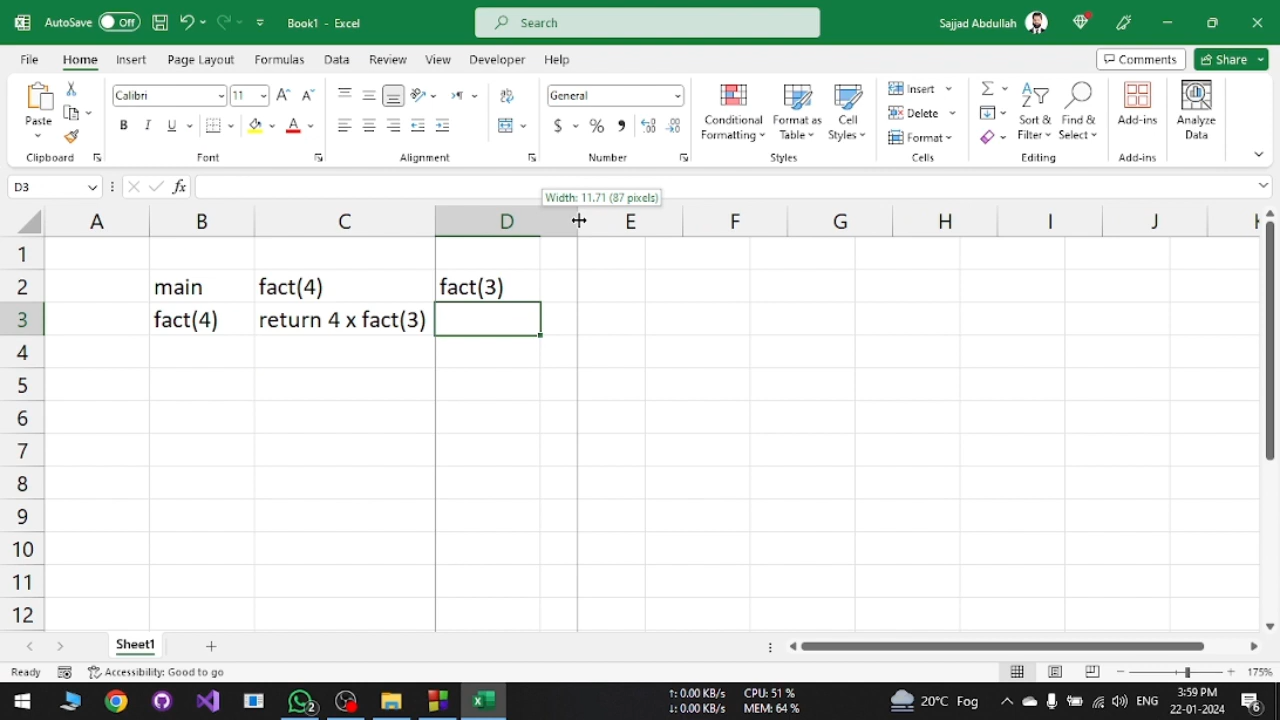 AutoSave Off Book1 - Excel Search Sajjad Abdullah
File Home Insert Page Layout Formulas Data Review View Developer Help Comments Share
Paste Calibri 11 General Conditional Formatting Format as Table Cell Styles Insert Delete Format Sort & Filter Find & Select Add-ins Analyze Data
B I U A $ % 9
Clipboard Font Alignment Number Styles Cells Editing Add-ins
D3 fx
Width: 11.71 (87 pixels)
A B C D E F G H I J
1
2 main fact(4) fact(3)
3 fact(4) return 4 x fact(3)
4
5
6
7
8
9
10
11
12
Sheet1
Ready Accessibility: Good to go 175%
2 ↑: 0.00 KB/s CPU: 51 % 20°C Fog ENG 3:59 PM
↓: 0.00 KB/s MEM: 64 % 22-01-2024 6